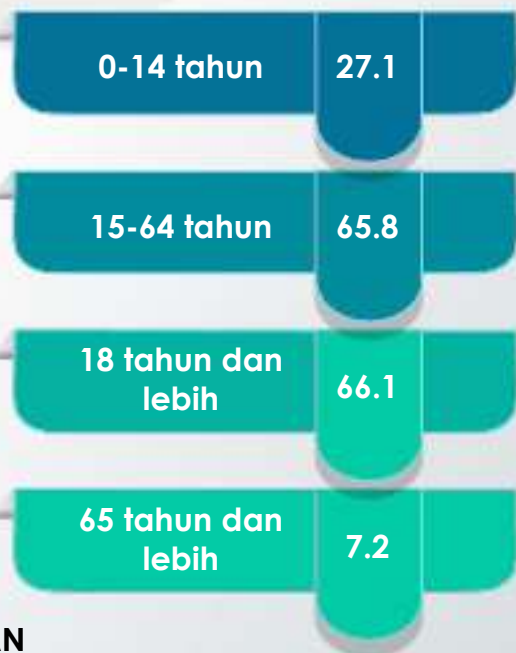 0-14 tahun 27.1
15-64 tahun 65.8
18 tahun dan
lebih 66.1
65 tahun dan
lebih 7.2